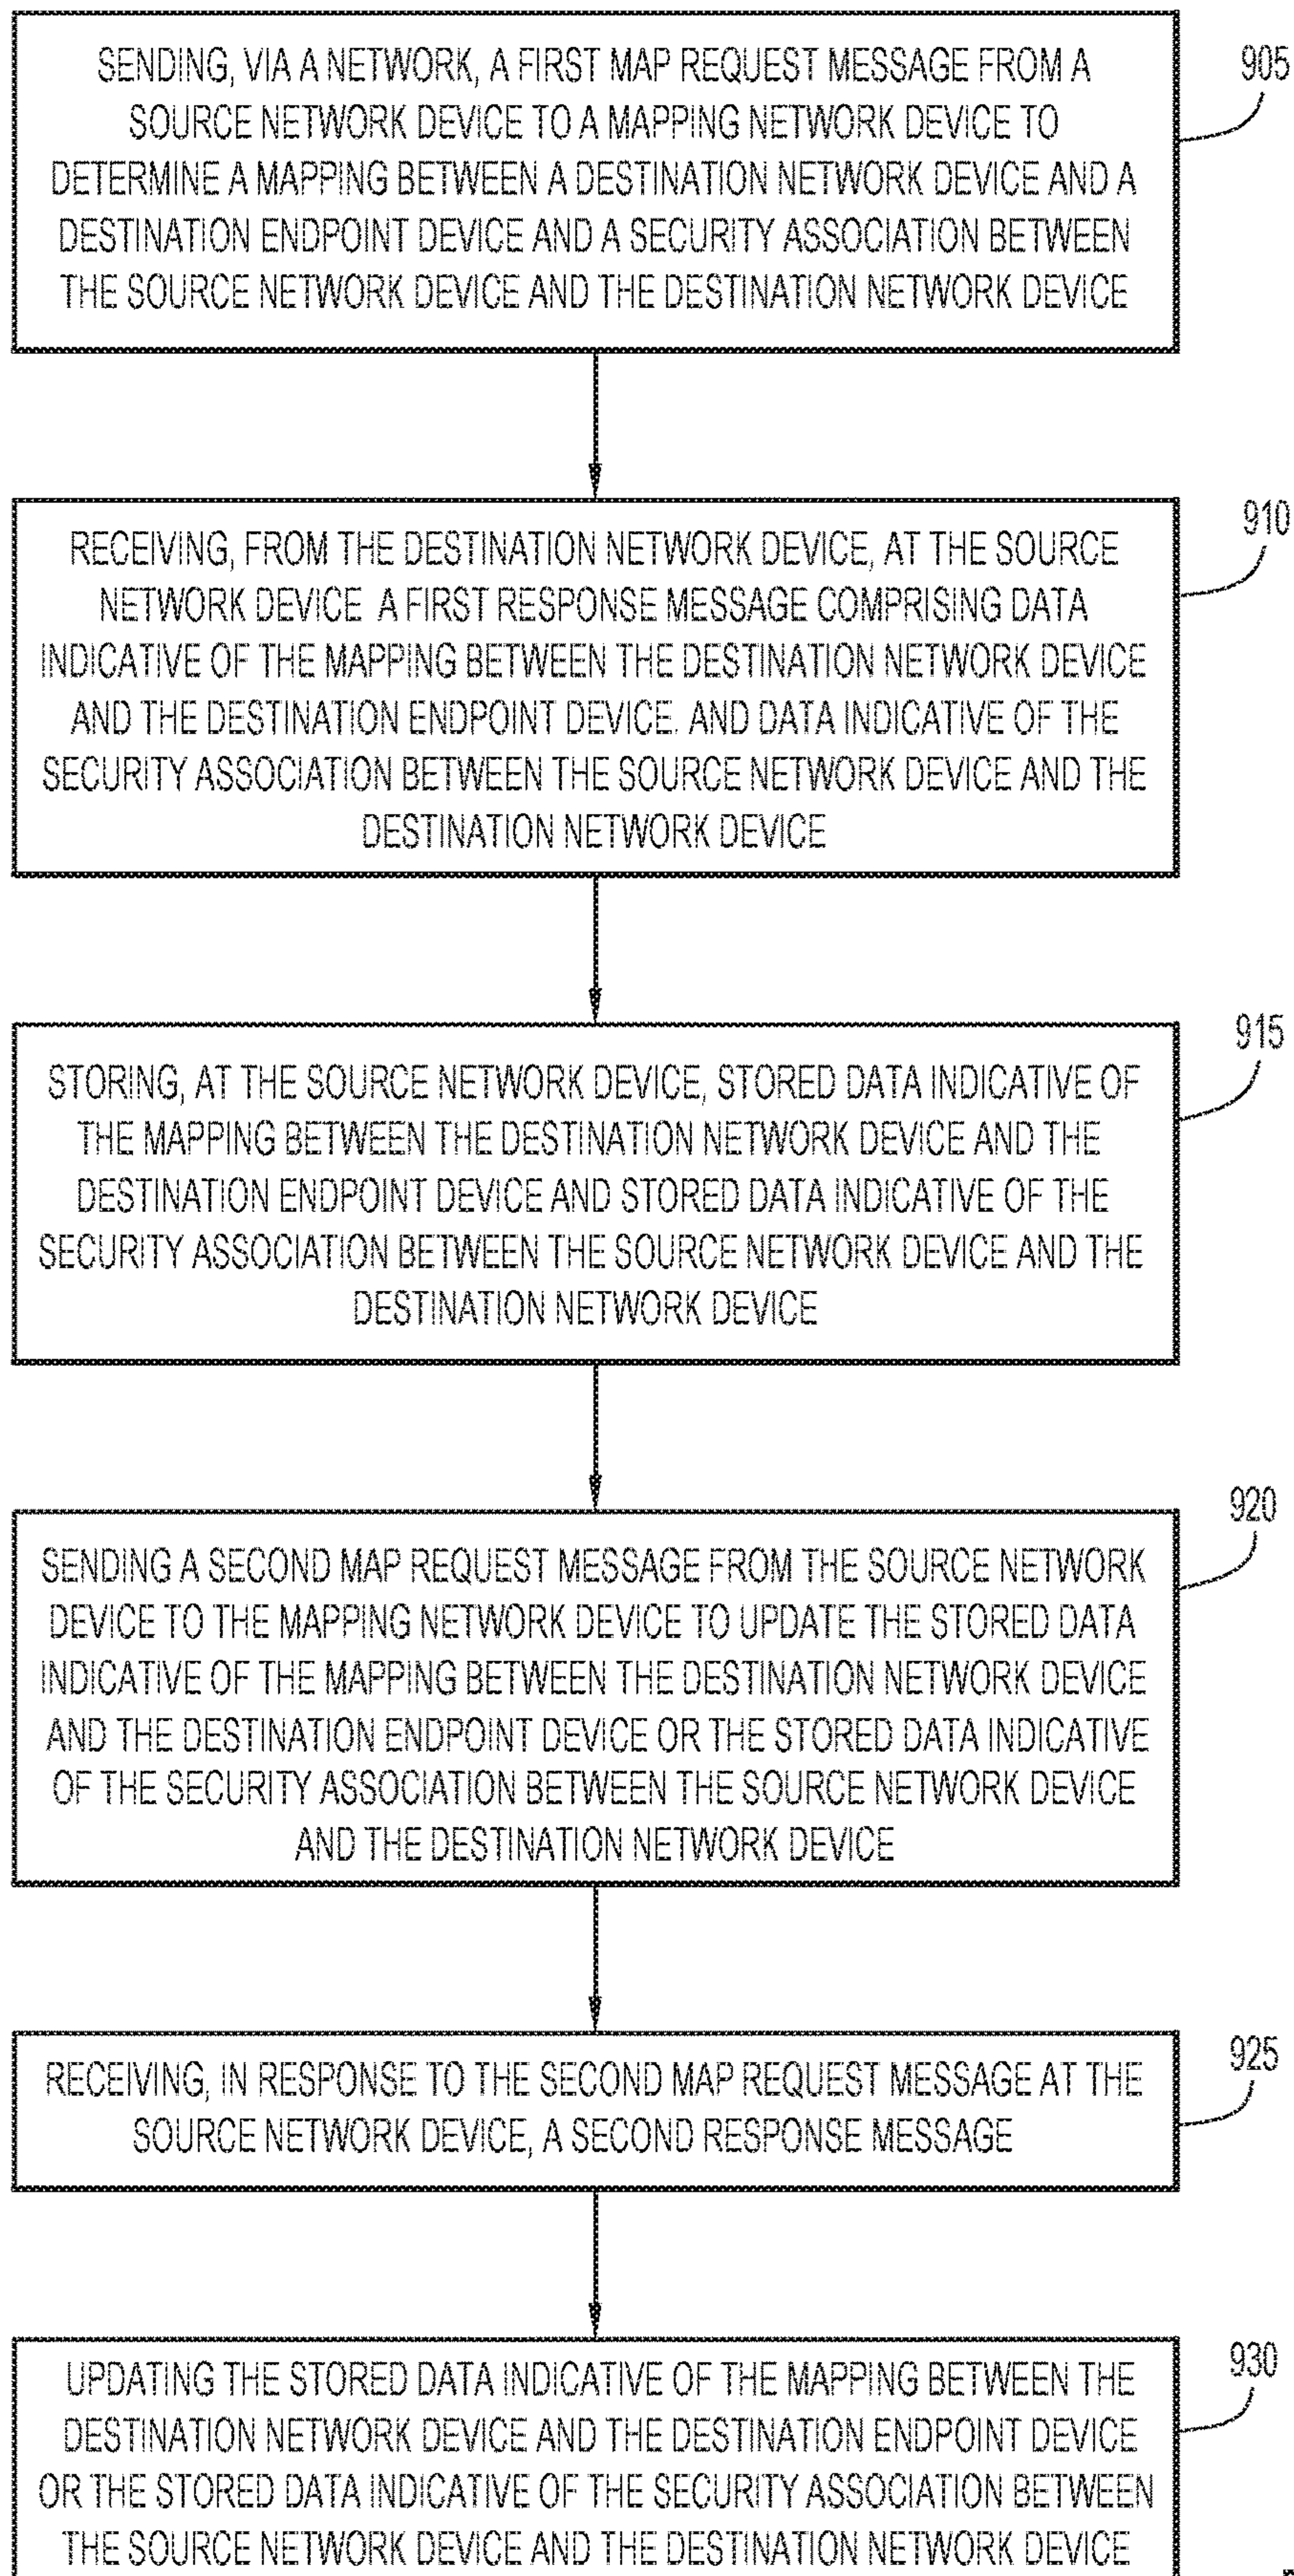 SENDING, VIA A NETWORK, A FIRST MAP REQUEST MESSAGE FROM A
SOURCE NETWORK DEVICE TO A MAPPING NETWORK DEVICE TO
DETERMINE A MAPPING BETWEEN A DESTINATION NETWORK DEVICE AND A
DESTINATION ENDPOINT DEVICE AND A SECURITY ASSOCIATION BETWEEN
THE SOURCE NETWORK DEVICE AND THE DESTINATION NETWORK DEVICE
905
RECEIVING, FROM THE DESTINATION NETWORK DEVICE, AT THE SOURCE
NETWORK DEVICE A FIRST RESPONSE MESSAGE COMPRISING DATA
INDICATIVE OF THE MAPPING BETWEEN THE DESTINATION NETWORK DEVICE
AND THE DESTINATION ENDPOINT DEVICE. AND DATA INDICATIVE OF THE
SECURITY ASSOCIATION BETWEEN THE SOURCE NETWORK DEVICE AND THE
DESTINATION NETWORK DEVICE
910
STORING, AT THE SOURCE NETWORK DEVICE, STORED DATA INDICATIVE OF
THE MAPPING BETWEEN THE DESTINATION NETWORK DEVICE AND THE
DESTINATION ENDPOINT DEVICE AND STORED DATA INDICATIVE OF THE
SECURITY ASSOCIATION BETWEEN THE SOURCE NETWORK DEVICE AND THE
DESTINATION NETWORK DEVICE
915
SENDING A SECOND MAP REQUEST MESSAGE FROM THE SOURCE NETWORK
DEVICE TO THE MAPPING NETWORK DEVICE TO UPDATE THE STORED DATA
INDICATIVE OF THE MAPPING BETWEEN THE DESTINATION NETWORK DEVICE
AND THE DESTINATION ENDPOINT DEVICE OR THE STORED DATA INDICATIVE
OF THE SECURITY ASSOCIATION BETWEEN THE SOURCE NETWORK DEVICE
AND THE DESTINATION NETWORK DEVICE
920
RECEIVING, IN RESPONSE TO THE SECOND MAP REQUEST MESSAGE AT THE
SOURCE NETWORK DEVICE, A SECOND RESPONSE MESSAGE
925
UPDATING THE STORED DATA INDICATIVE OF THE MAPPING BETWEEN THE
DESTINATION NETWORK DEVICE AND THE DESTINATION ENDPOINT DEVICE
OR THE STORED DATA INDICATIVE OF THE SECURITY ASSOCIATION BETWEEN
THE SOURCE NETWORK DEVICE AND THE DESTINATION NETWORK DEVICE
930